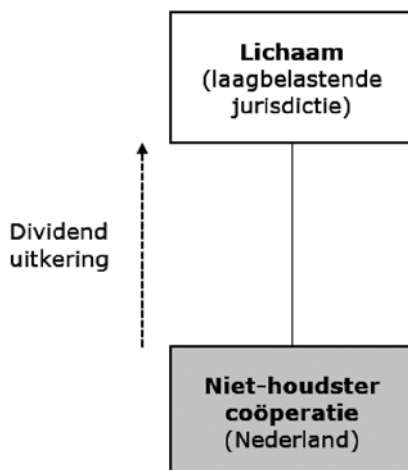 Lichaam
(laagbelastende
jurisdictie)
Dividend
uitkering
Niet-houdster
coöperatie
(Nederland)